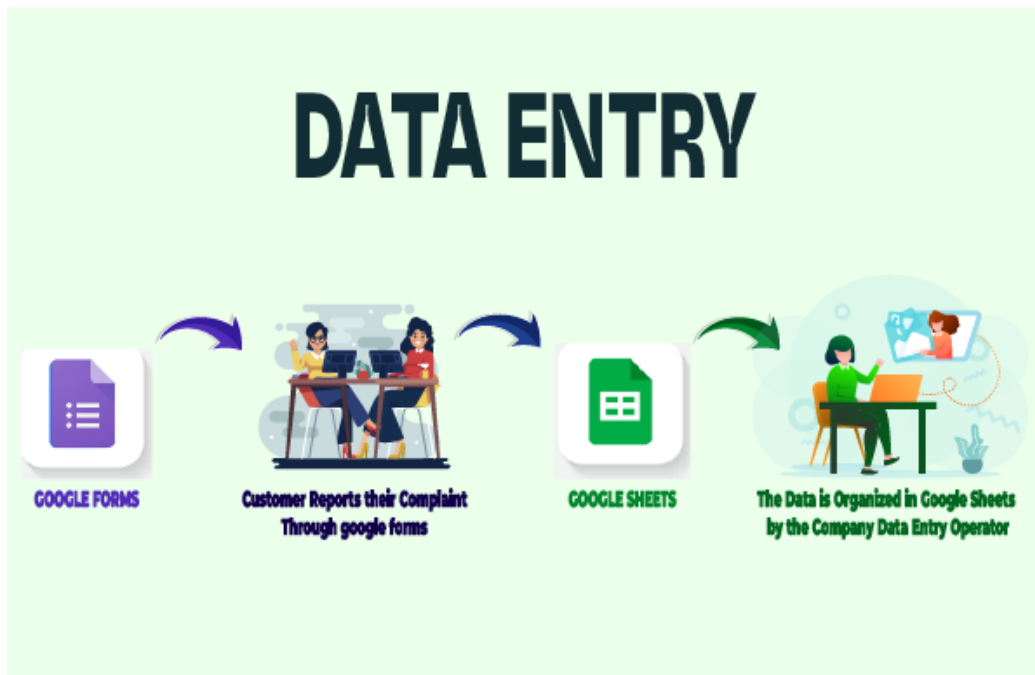 DATA ENTRY
GOOGLE FORMS
Customer Reports their Complaint
Through google forms
GOOGLE SHEETS
The Data is Organized in Google Sheets
by the Company Data Entry Operator